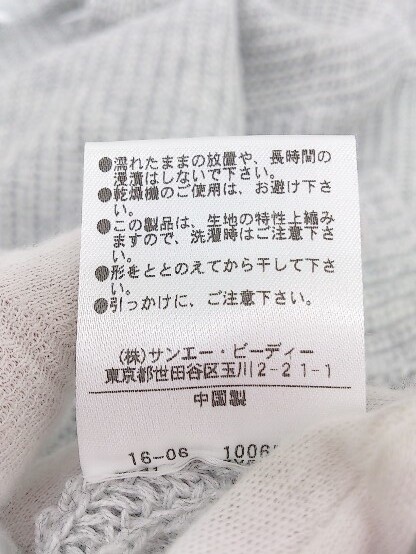 ●濡れたままの放置や、長時間の
浸漬はしないで下さい。
●乾燥機のご使用は、お避け下さ
い。
●この製品は、生地の特性上縮み
ますので、洗濯時はご注意下さ
い。
●形をととのえてから干して下さ
い。
●引っかけに、ご注意下さい。
(株)サンエー・ビーディー
東京都世田谷区玉川2-21-1
中国製
16-06 1006